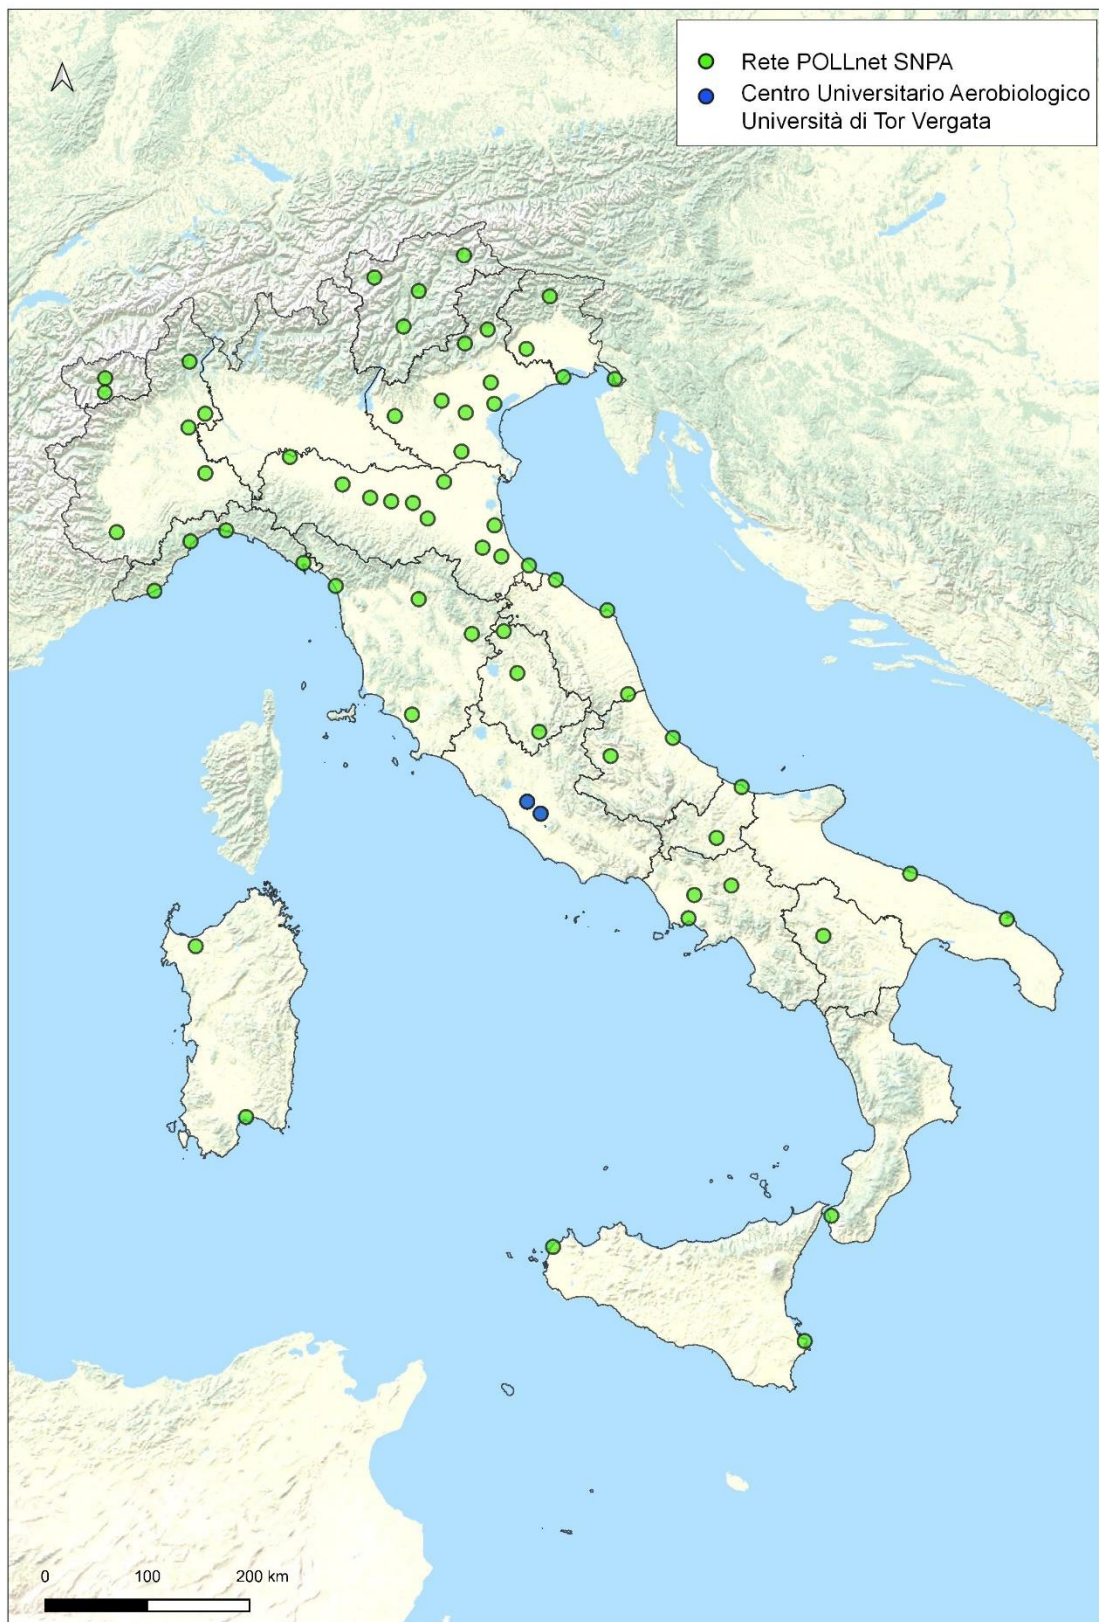 Rete POLLnet SNPA
Centro Universitario Aerobiologico
Università di Tor Vergata
0 100 200 km